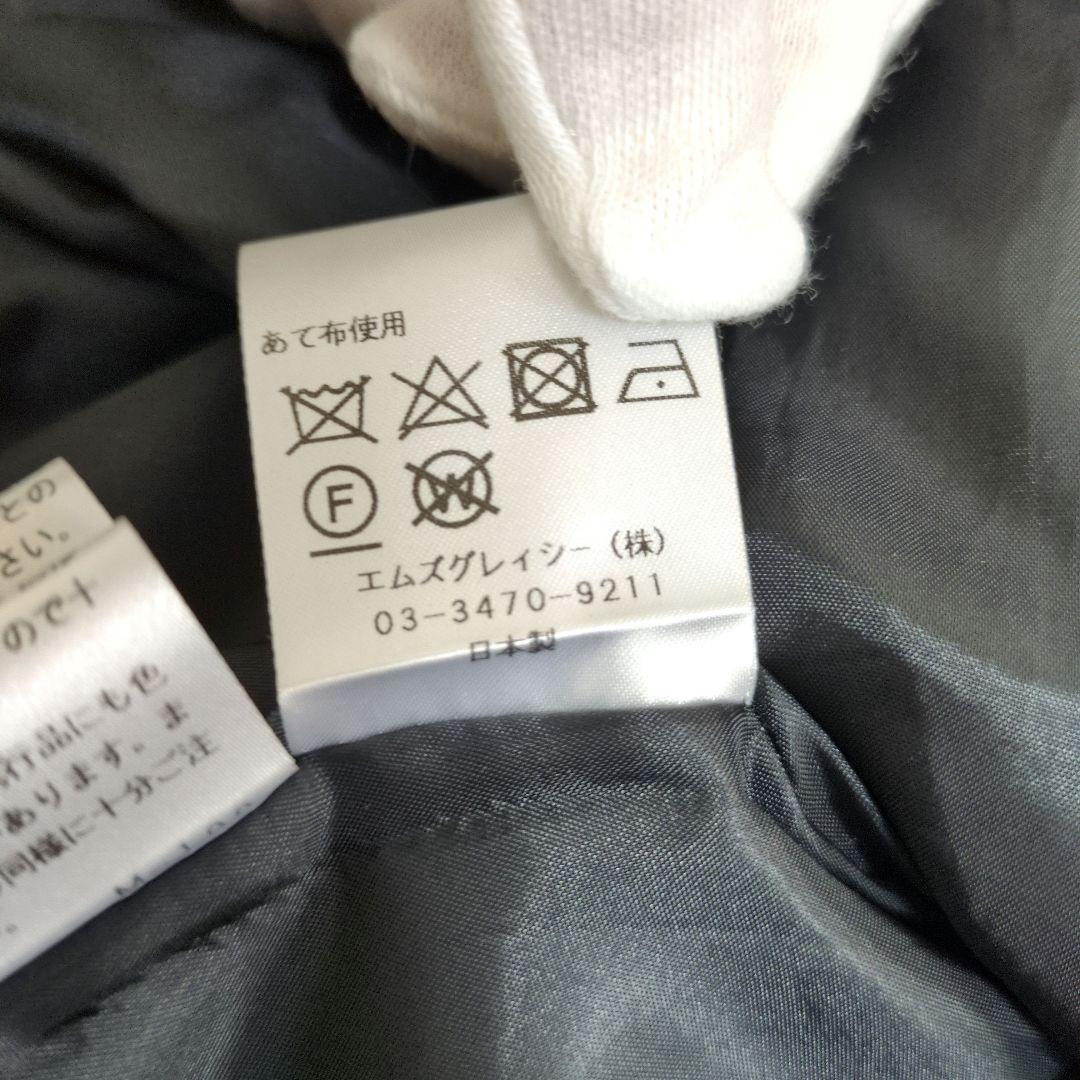 あて布使用
F
W
エムズグレイシー（株）
03-3470-9211
日本製
との
さい。
ので十
行品にも色
あります。ま
同様に十分ご注